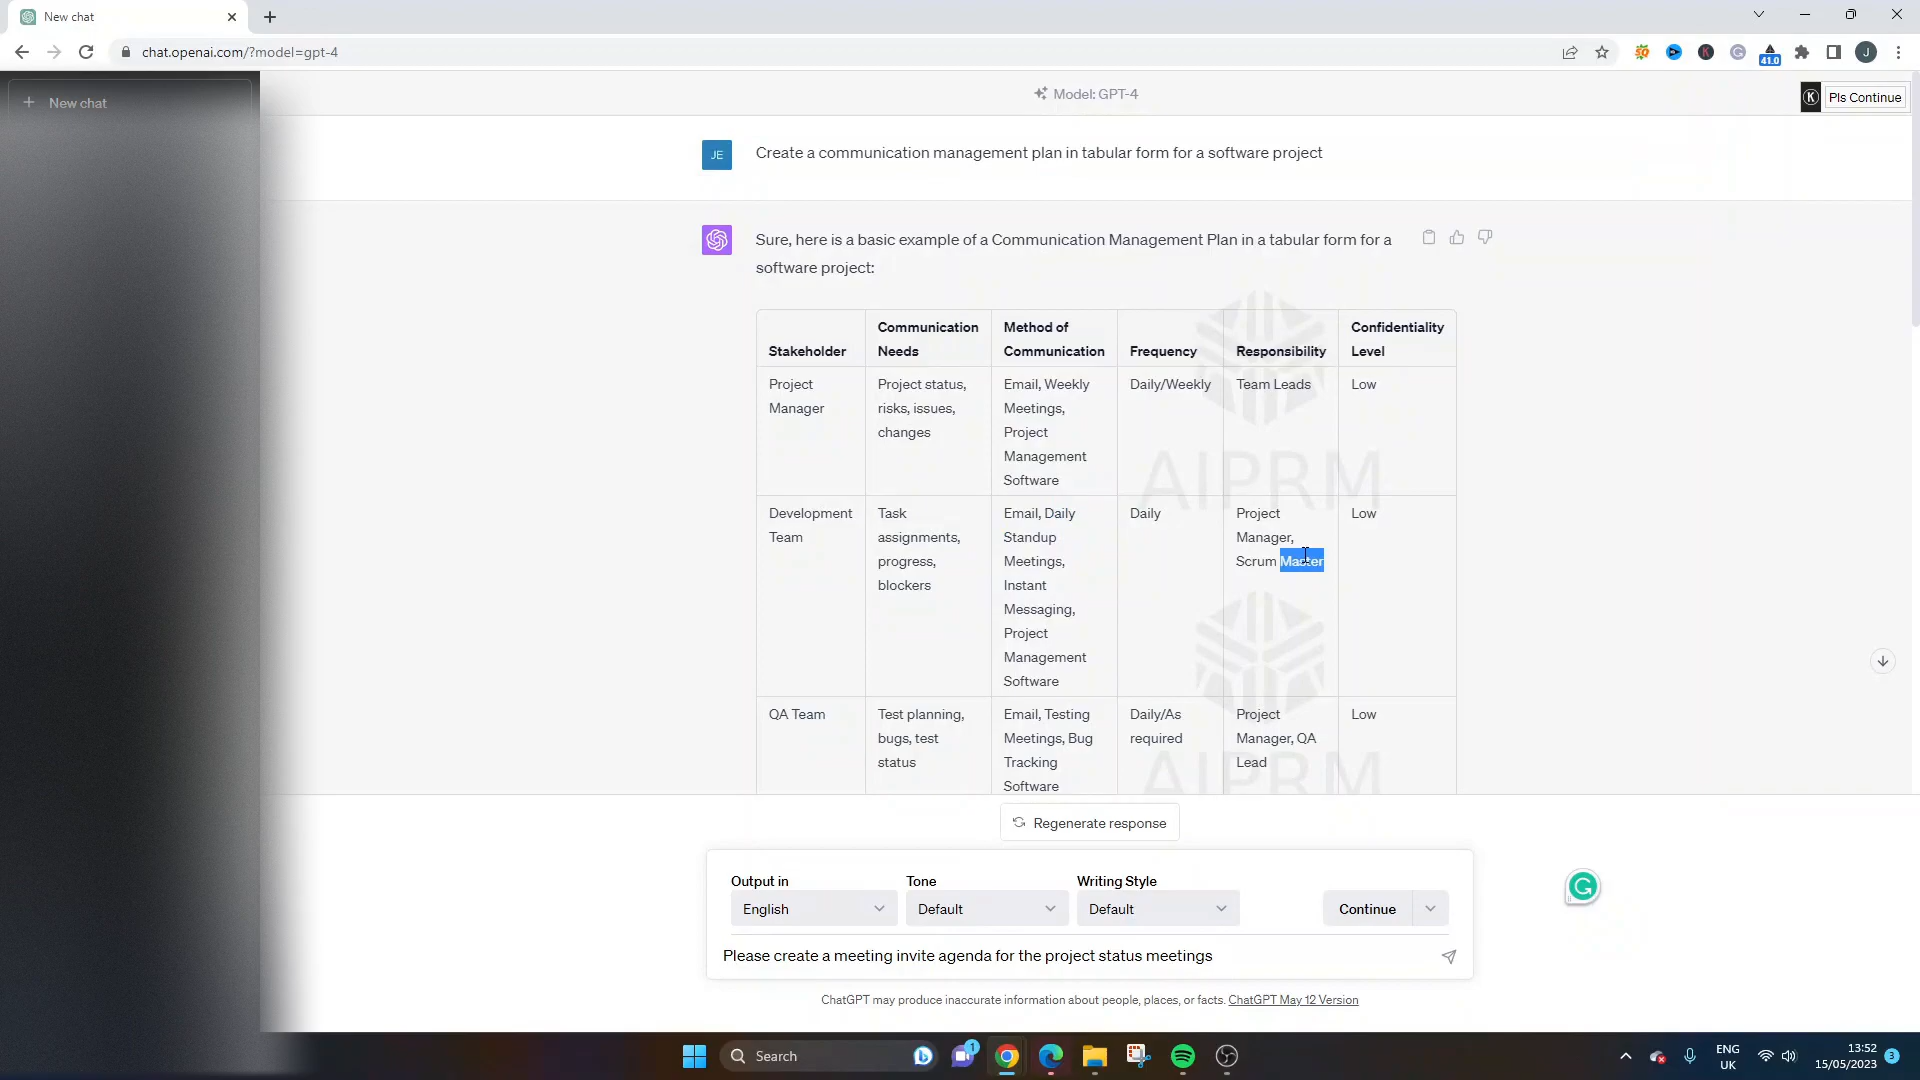 New chat
chat.openai.com/?model=gpt-4
41.0
J
New chat
Model: GPT-4
K
Pls Continue
JE
Create a communication management plan in tabular form for a software project
Sure, here is a basic example of a Communication Management Plan in a tabular form for a
software project:
Stakeholder
Communication
Needs
Method of
Communication
Frequency
Responsibility
Confidentiality
Level
Project
Manager
Project status,
risks, issues,
changes
Email, Weekly
Meetings,
Project
Management
Software
Daily/Weekly
Team Leads
Low
Development
Team
Task
assignments,
progress,
blockers
Email, Daily
Standup
Meetings,
Instant
Messaging,
Project
Management
Software
Daily
Project
Manager,
Scrum Master
Low
QA Team
Test planning,
bugs, test
status
Email, Testing
Meetings, Bug
Tracking
Software
Daily/As
required
Project
Manager, QA
Lead
Low
AIPRM
AIPRM
Regenerate response
Output in
Tone
Writing Style
English
Default
Default
Continue
Please create a meeting invite agenda for the project status meetings
ChatGPT may produce inaccurate information about people, places, or facts. ChatGPT May 12 Version
Search
1
ENG
UK
13:52
15/05/2023
3